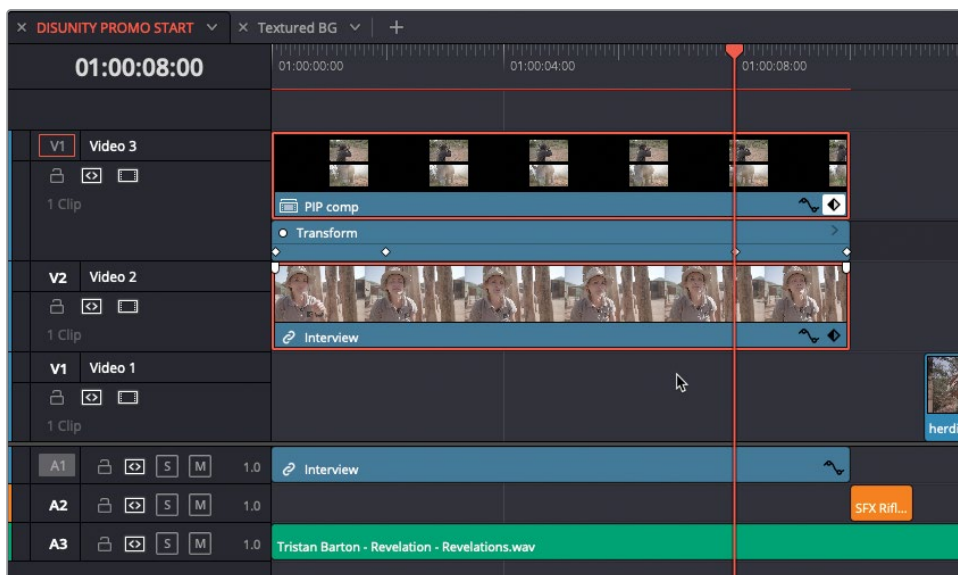 DISUNITY PROMO START
Textured BG
01:00:08:00
01:00:00:00
01:00:04:00
01:00:08:00
V1 Video 3
1 Clip
PIP comp
Transform
V2 Video 2
1 Clip
Interview
V1 Video 1
1 Clip
herdi
A1 S M 1.0
Interview
A2 S M 1.0
SFX Rifl...
A3 S M 1.0
Tristan Barton - Revelation - Revelations.wav